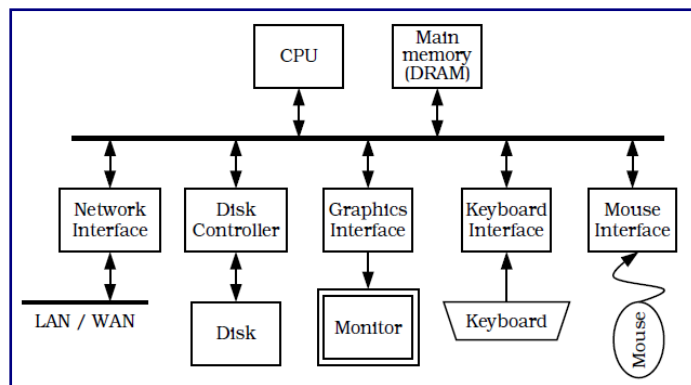 CPU
Main
memory
(DRAM)
Network
Interface
Disk
Controller
Graphics
Interface
Keyboard
Interface
Mouse
Interface
LAN / WAN
Disk
Monitor
Keyboard
Mouse